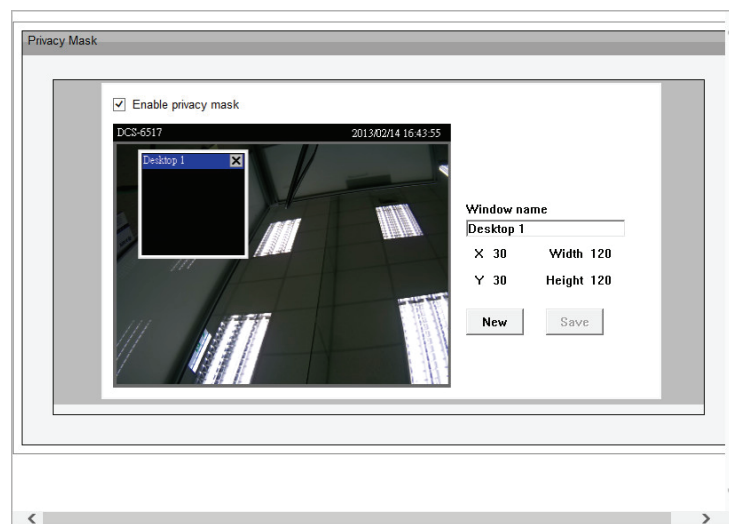 Privacy Mask
Enable privacy mask
DCS-6517 2013/02/14 16:43:55
Desktop 1
Window name
Desktop 1
X 30 Width 120
Y 30 Height 120
New Save